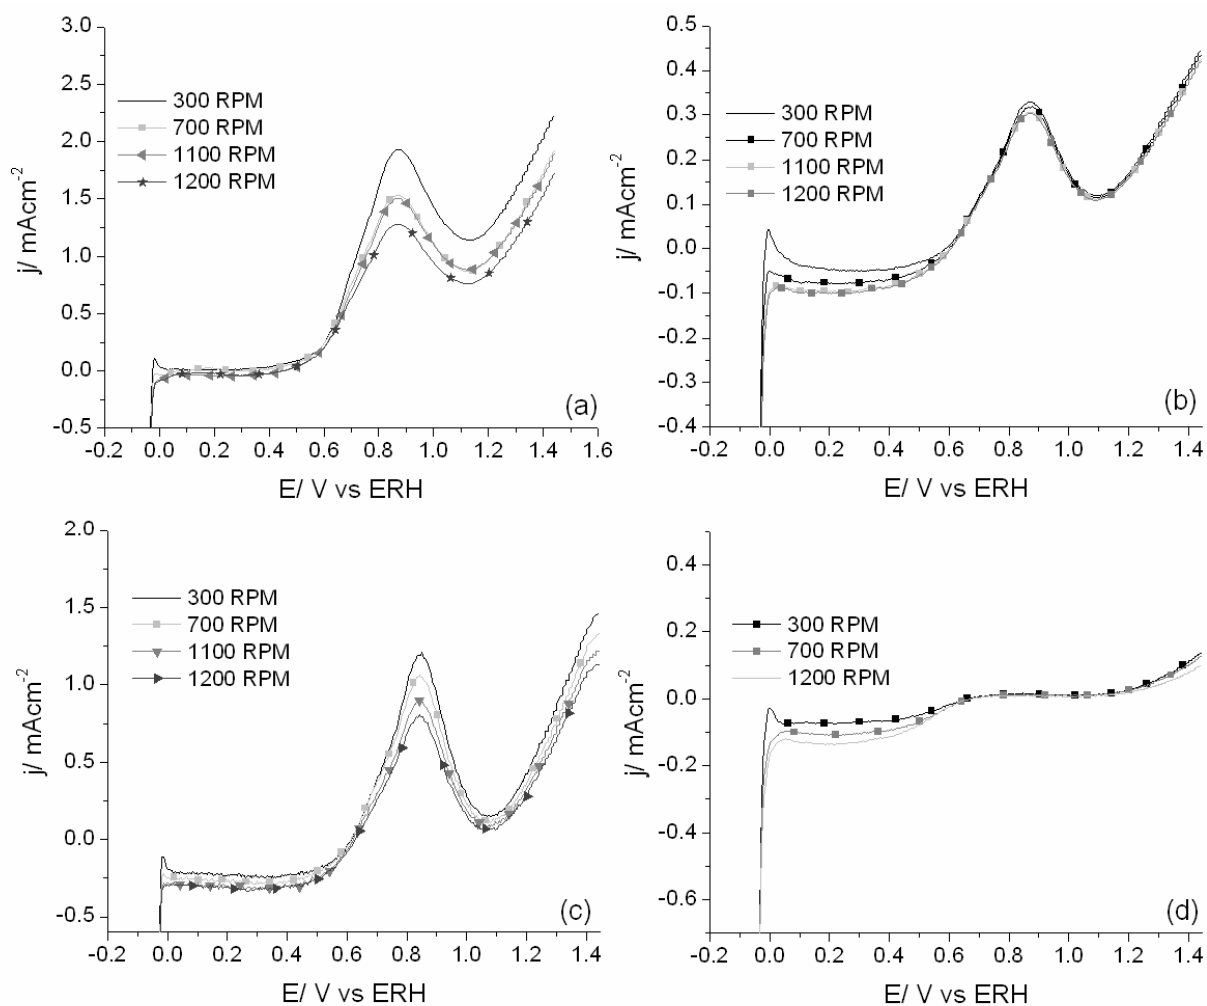 3.0
2.5
2.0
1.5
1.0
0.5
0.0
-0.5
j/ mAcm-2
300 RPM
700 RPM
1100 RPM
1200 RPM
(a)
-0.2 0.0 0.2 0.4 0.6 0.8 1.0 1.2 1.4 1.6
E/ V vs ERH
0.5
0.4
0.3
0.2
0.1
0.0
-0.1
-0.2
-0.3
-0.4
j/ mAcm-2
300 RPM
700 RPM
1100 RPM
1200 RPM
(b)
-0.2 0.0 0.2 0.4 0.6 0.8 1.0 1.2 1.4
E/ V vs ERH
2.0
1.5
1.0
0.5
0.0
-0.5
j/ mAcm-2
300 RPM
700 RPM
1100 RPM
1200 RPM
(c)
-0.2 0.0 0.2 0.4 0.6 0.8 1.0 1.2 1.4
E/ V vs ERH
0.4
0.2
0.0
-0.2
-0.4
-0.6
j/ mAcm-2
300 RPM
700 RPM
1200 RPM
(d)
-0.2 0.0 0.2 0.4 0.6 0.8 1.0 1.2 1.4
E/ V vs ERH